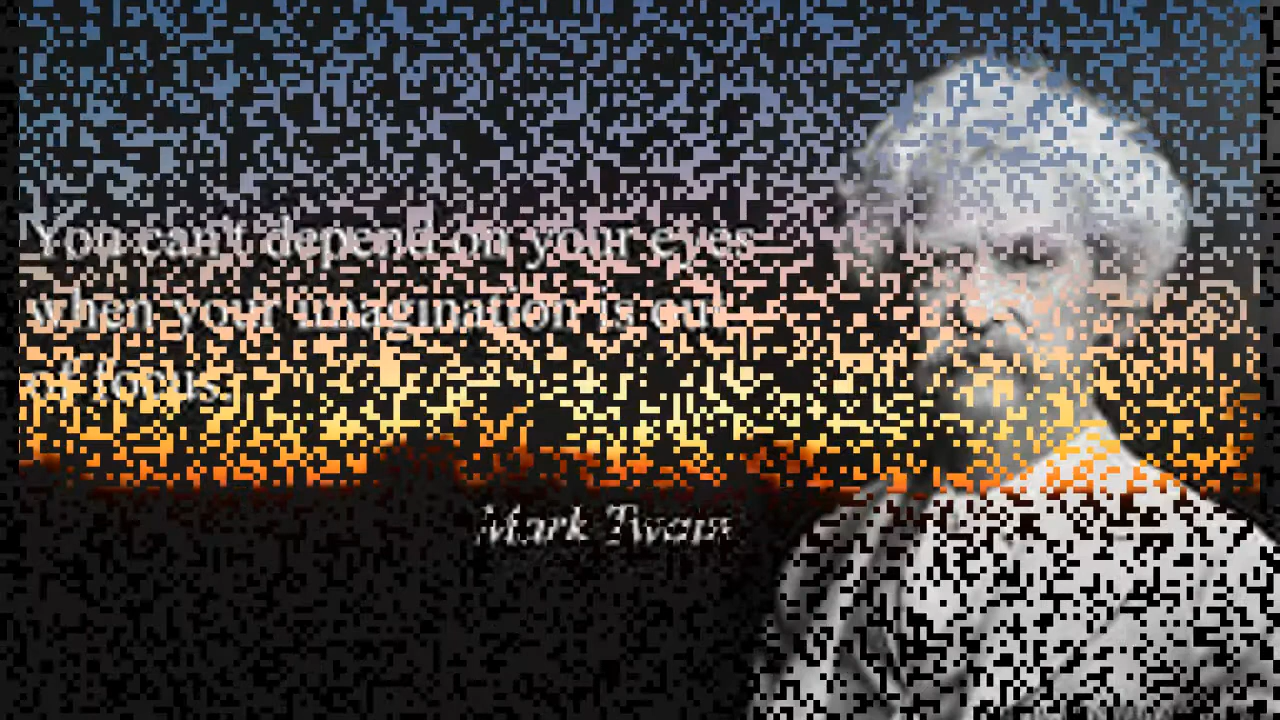 You can't depend on your eyes
when your imagination is out
of focus.
Mark Twain